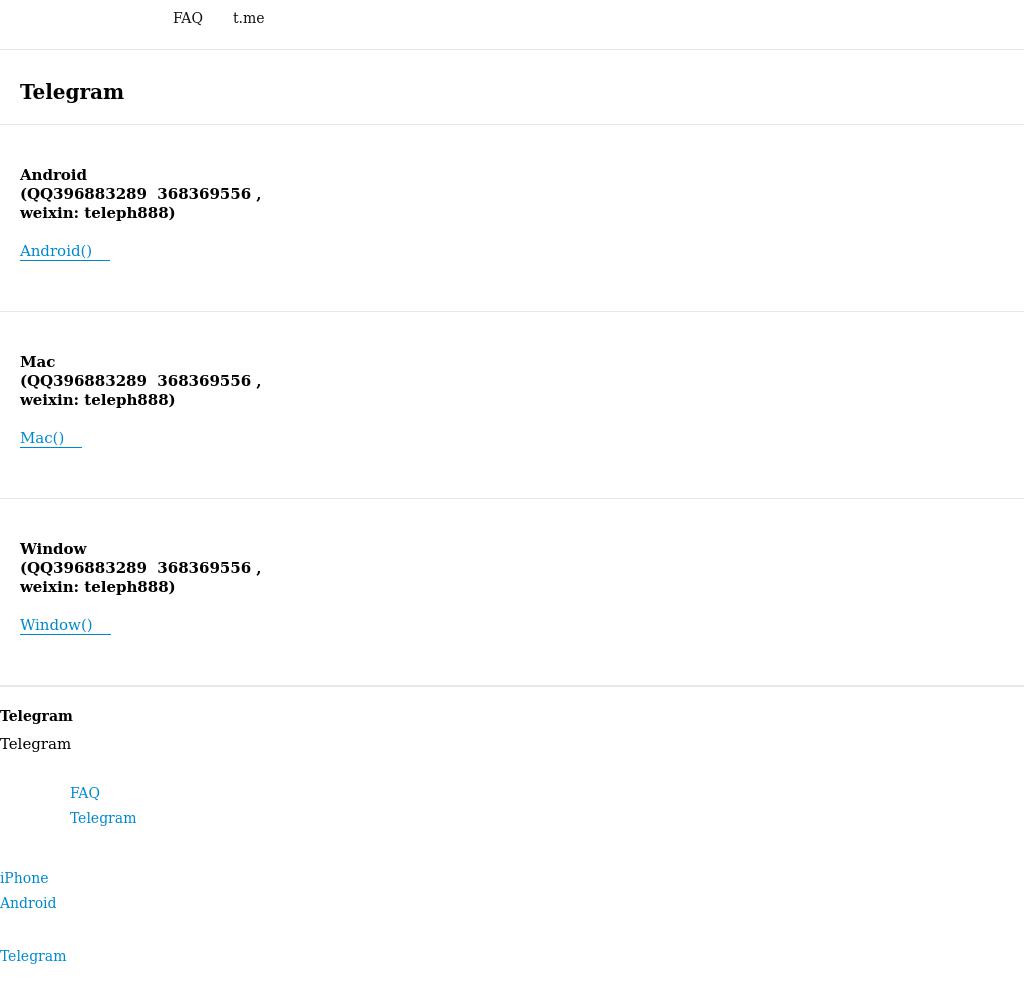 FAQ t.me
Telegram
Android
(QQ396883289  368369556 ,
weixin: teleph888)
Android()
Mac
(QQ396883289  368369556 ,
weixin: teleph888)
Mac()
Window
(QQ396883289  368369556 ,
weixin: teleph888)
Window()
Telegram
Telegram
FAQ
Telegram
iPhone
Android
Telegram